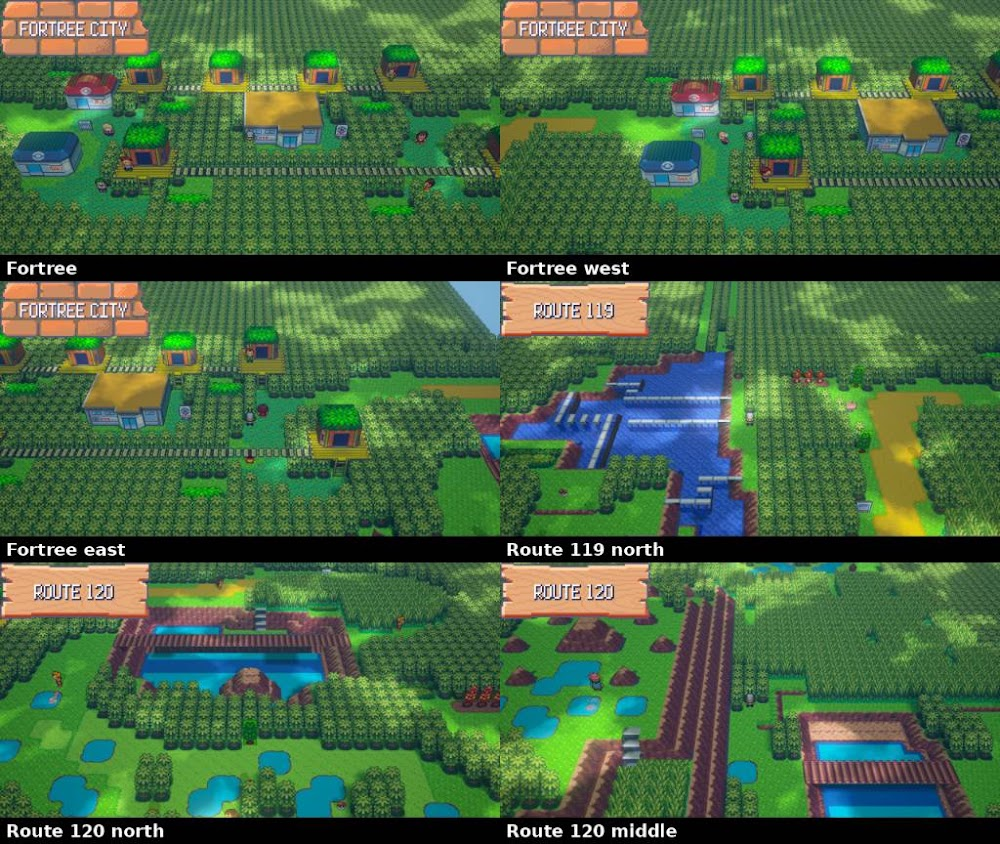 FORTREE CITY
Fortree
FORTREE CITY
Fortree west
FORTREE CITY
Fortree east
ROUTE 119
Route 119 north
ROUTE 120
Route 120 north
ROUTE 120
Route 120 middle